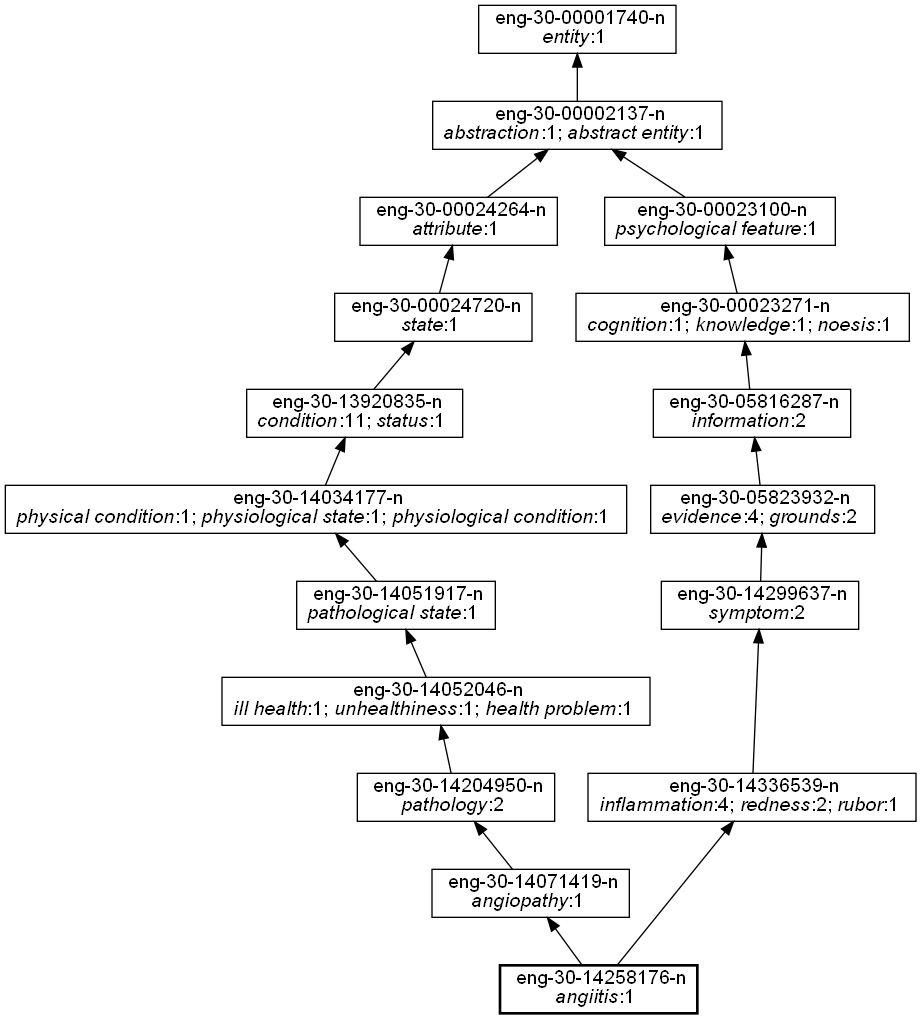 eng-30-00001740-n
entity:1
eng-30-00002137-n
abstraction:1; abstract entity:1
eng-30-00024264-n
attribute:1
eng-30-00023100-n
psychological feature:1
eng-30-00024720-n
state:1
eng-30-00023271-n
cognition:1; knowledge:1; noesis:1
eng-30-13920835-n
condition:11; status:1
eng-30-05816287-n
information:2
eng-30-14034177-n
physical condition:1; physiological state:1; physiological condition:1
eng-30-05823932-n
evidence:4; grounds:2
eng-30-14051917-n
pathological state:1
eng-30-14299637-n
symptom:2
eng-30-14052046-n
ill health:1; unhealthiness:1; health problem:1
eng-30-14204950-n
pathology:2
eng-30-14336539-n
inflammation:4; redness:2; rubor:1
eng-30-14071419-n
angiopathy:1
eng-30-14258176-n
angiitis:1